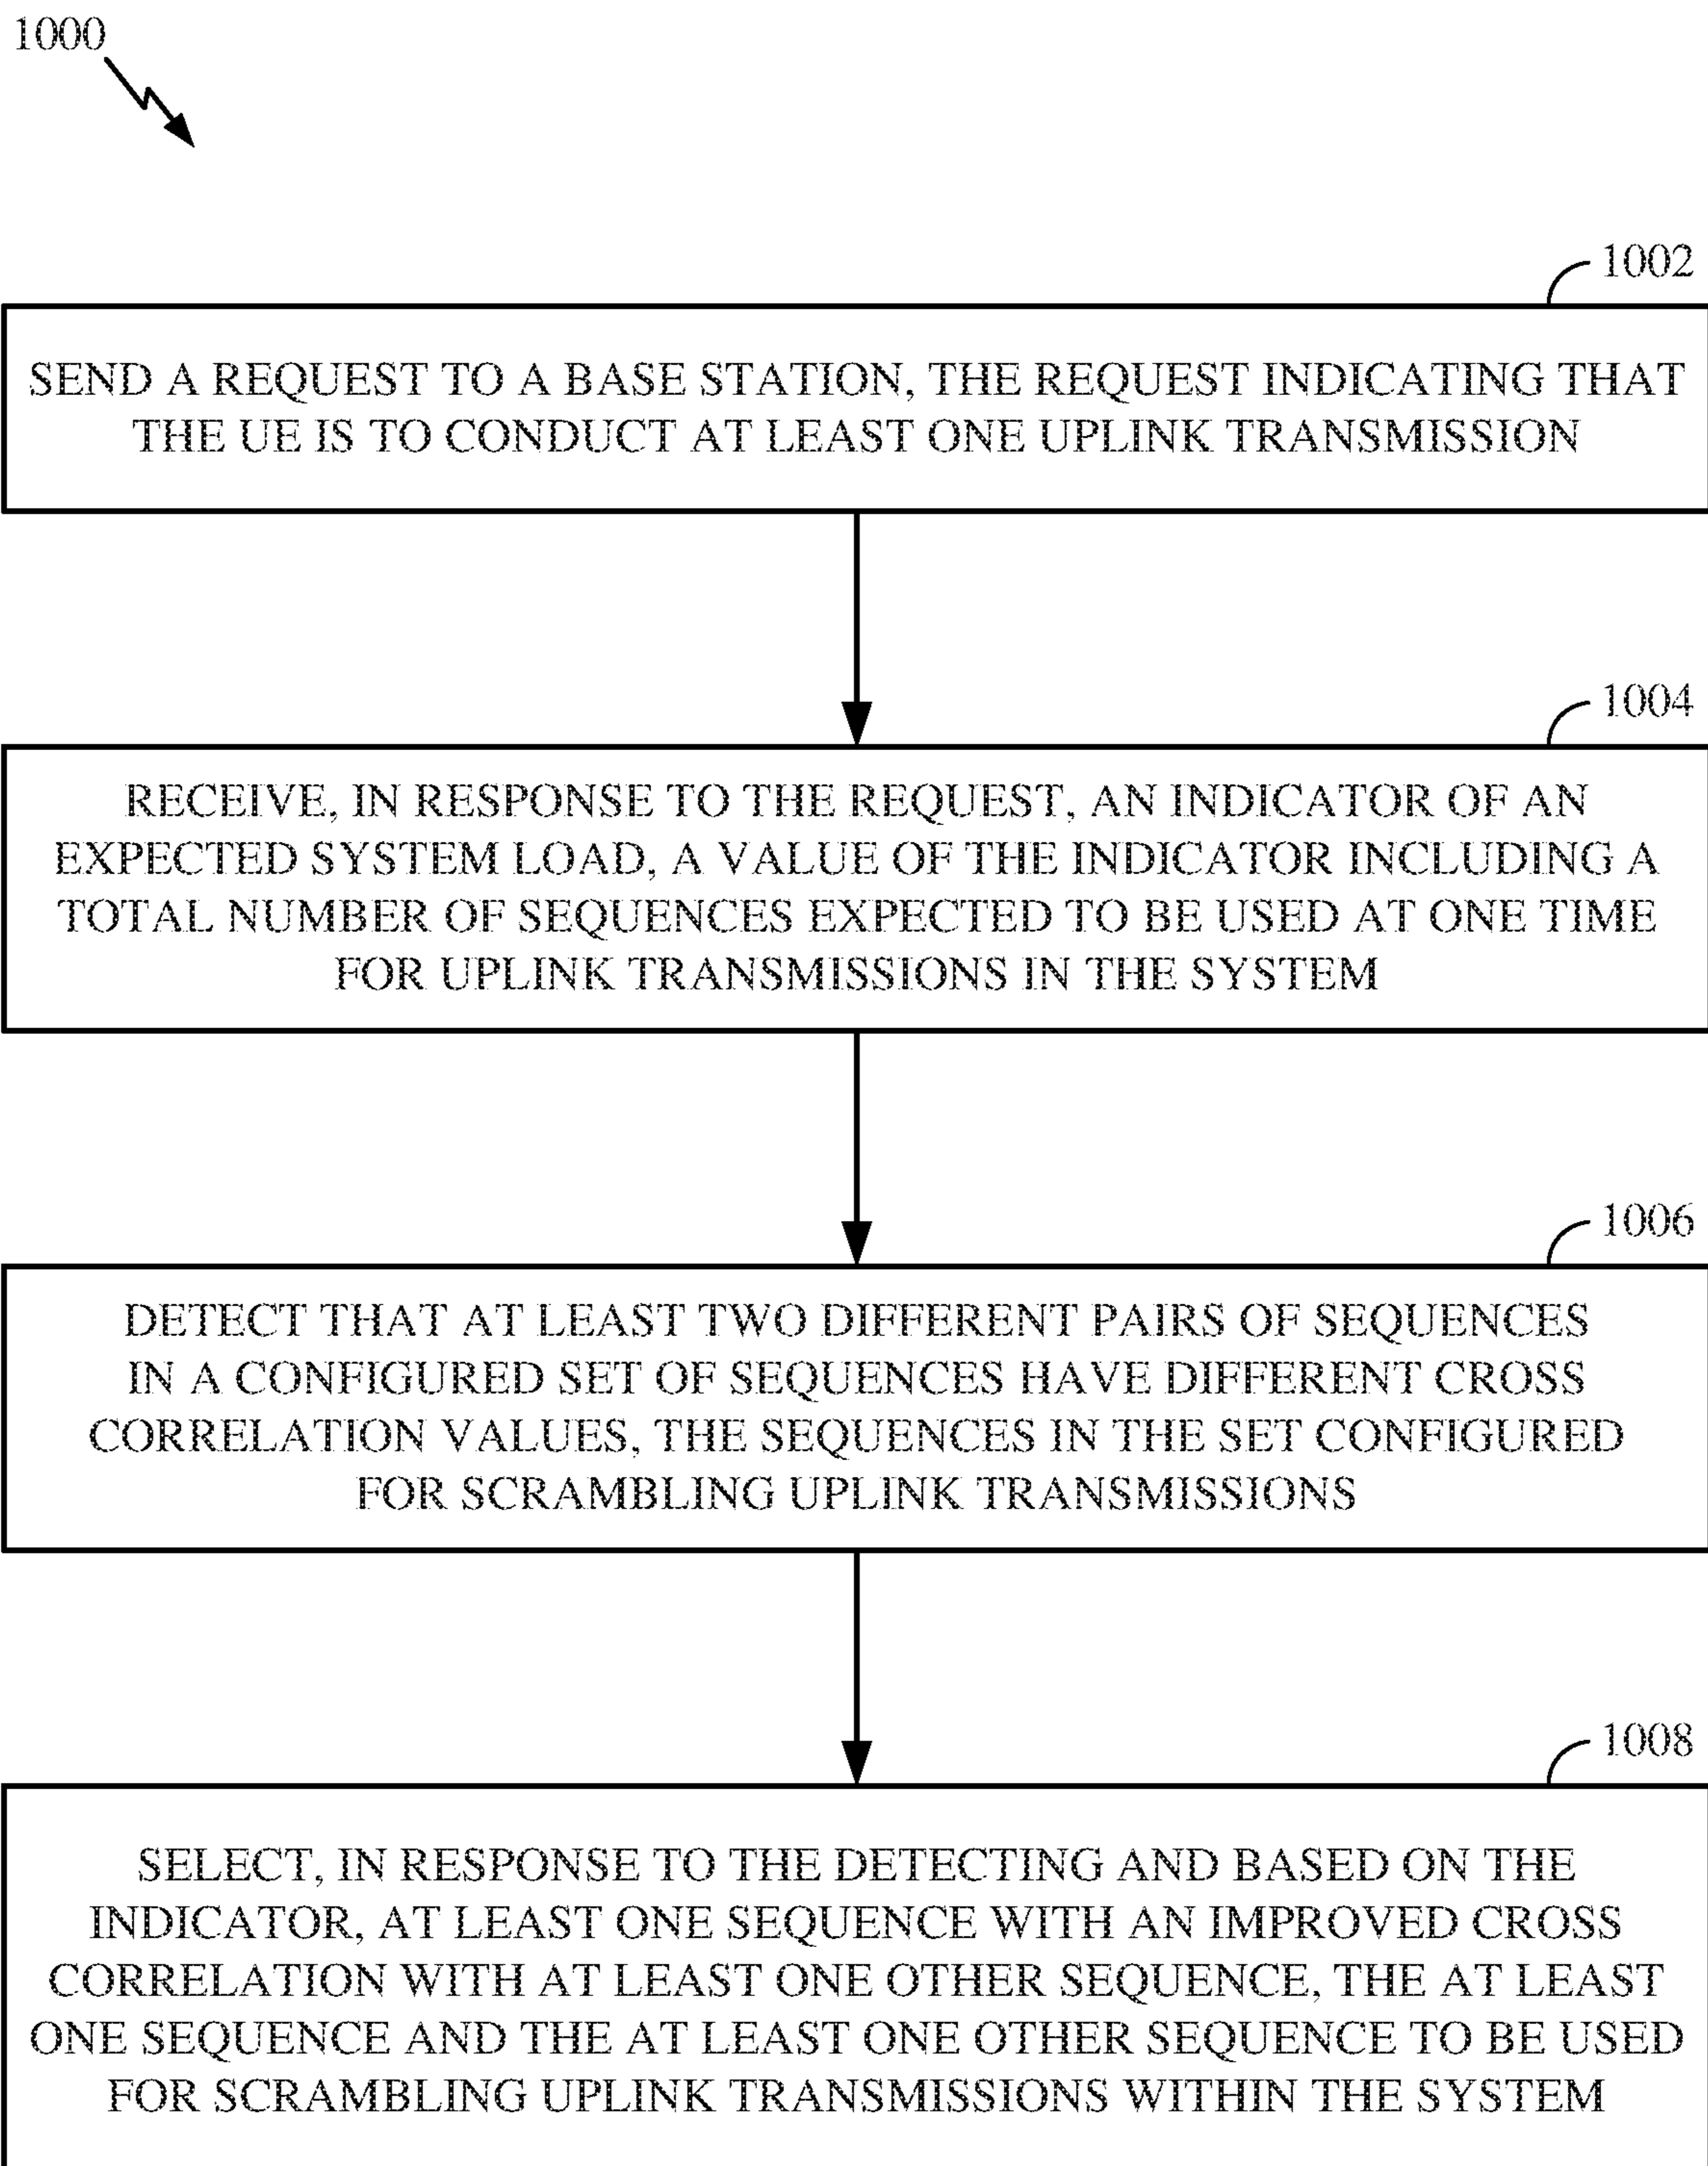 1000
1002
SEND A REQUEST TO A BASE STATION, THE REQUEST INDICATING THAT
THE UE IS TO CONDUCT AT LEAST ONE UPLINK TRANSMISSION
1004
RECEIVE, IN RESPONSE TO THE REQUEST, AN INDICATOR OF AN
EXPECTED SYSTEM LOAD, A VALUE OF THE INDICATOR INCLUDING A
TOTAL NUMBER OF SEQUENCES EXPECTED TO BE USED AT ONE TIME
FOR UPLINK TRANSMISSIONS IN THE SYSTEM
1006
DETECT THAT AT LEAST TWO DIFFERENT PAIRS OF SEQUENCES
IN A CONFIGURED SET OF SEQUENCES HAVE DIFFERENT CROSS
CORRELATION VALUES, THE SEQUENCES IN THE SET CONFIGURED
FOR SCRAMBLING UPLINK TRANSMISSIONS
1008
SELECT, IN RESPONSE TO THE DETECTING AND BASED ON THE
INDICATOR, AT LEAST ONE SEQUENCE WITH AN IMPROVED CROSS
CORRELATION WITH AT LEAST ONE OTHER SEQUENCE, THE AT LEAST
ONE SEQUENCE AND THE AT LEAST ONE OTHER SEQUENCE TO BE USED
FOR SCRAMBLING UPLINK TRANSMISSIONS WITHIN THE SYSTEM